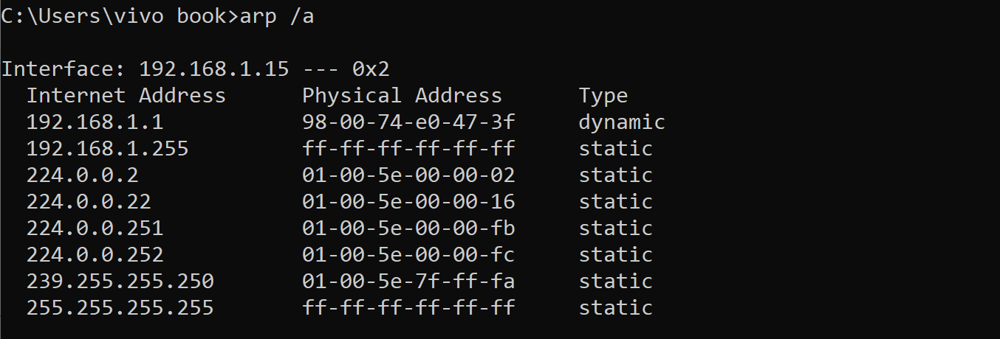 C:\Users\vivo book>arp /a
Interface: 192.168.1.15 --- 0x2
Internet Address Physical Address Type
192.168.1.1 98-00-74-e0-47-3f dynamic
192.168.1.255 ff-ff-ff-ff-ff-ff static
224.0.0.2 01-00-5e-00-00-02 static
224.0.0.22 01-00-5e-00-00-16 static
224.0.0.251 01-00-5e-00-00-fb static
224.0.0.252 01-00-5e-00-00-fc static
239.255.255.250 01-00-5e-7f-ff-fa static
255.255.255.255 ff-ff-ff-ff-ff-ff static